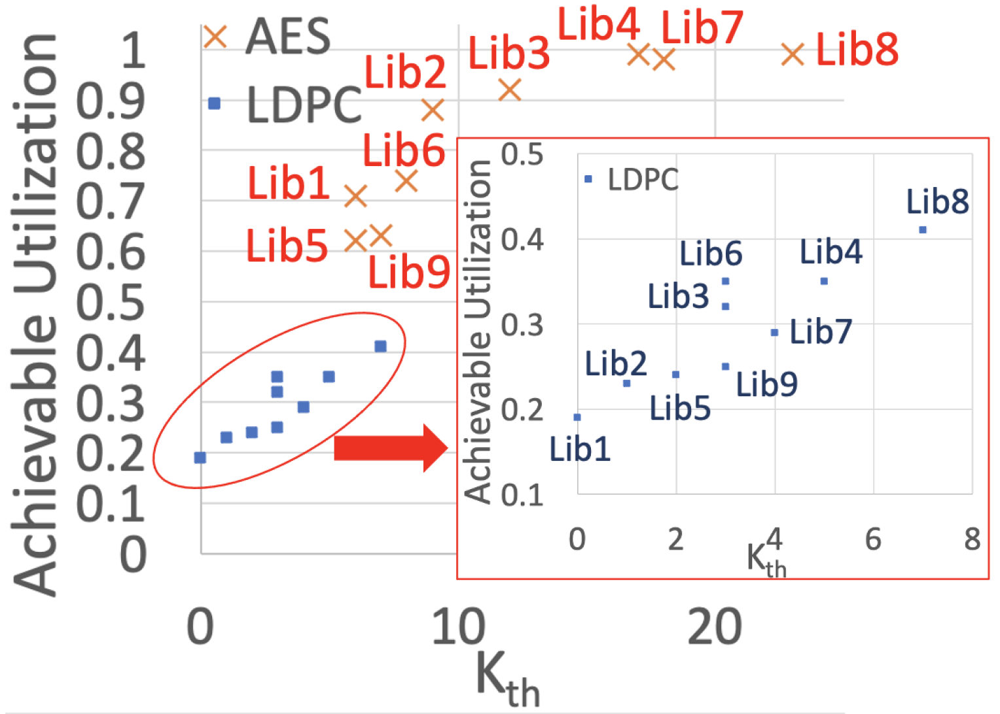 AES
LDPC
Lib4
Lib7
Lib3
Lib8
Lib2
Lib6
Lib1
Lib5
Lib9
Achievable Utilization
1
0.9
0.8
0.7
0.6
0.5
0.4
0.3
0.2
0.1
0
0
10
20
Kth
LDPC
Lib8
Lib6
Lib4
Lib3
Lib7
Lib2
Lib9
Lib5
Lib1
Achievable Utilization
0.5
0.4
0.3
0.2
0.1
0
2
4
6
8
Kth